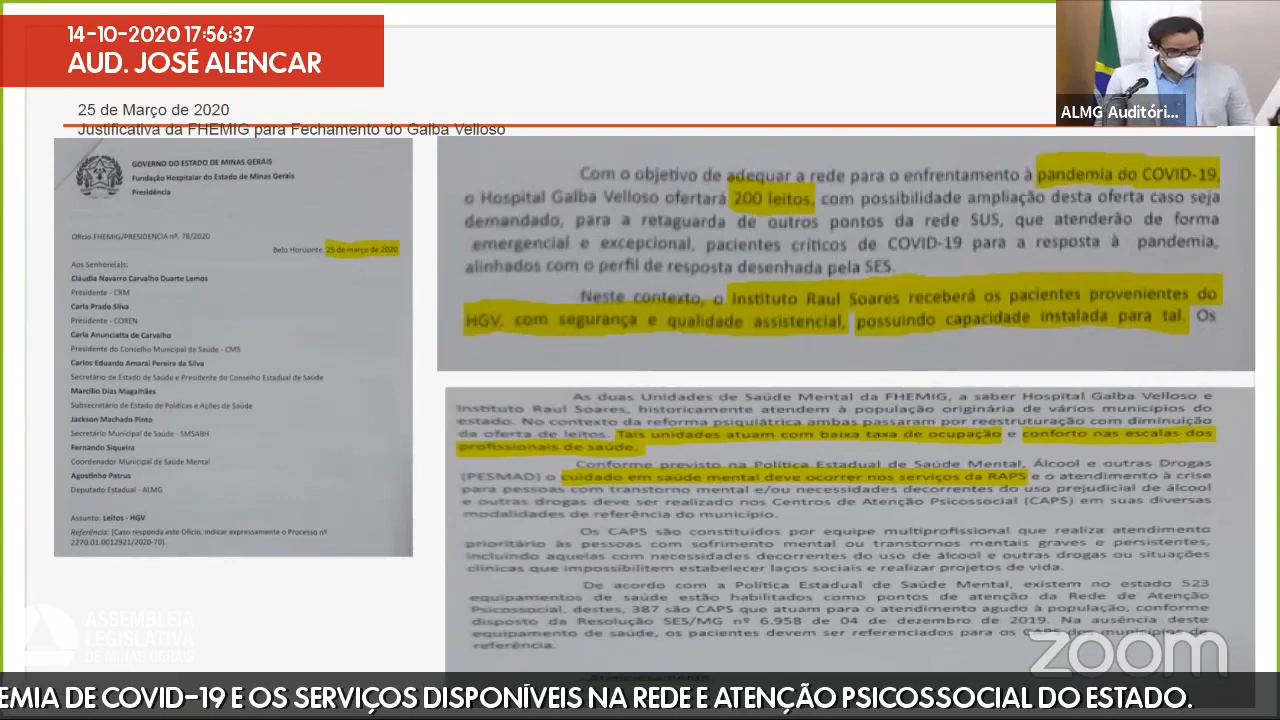 14-10-2020 17:56:37
AUD. JOSÉ ALENCAR
ALMG Auditóri...
25 de Março de 2020
Justificativa da FHEMIG para Fechamento do Galba Velloso
GOVERNO DO ESTADO DE MINAS GERAIS
Fundação Hospitalar do Estado de Minas Gerais
Presidência
Ofício FHEMIG/PRESIDENCIA nº. 78/2020
Belo Horizonte, 25 de março de 2020
Aos Senhore(a)s:
Cláudia Navarro Carvalho Duarte Lemos
Presidente - CRM
Carla Prado Silva
Presidente - COREN
Carla Anunciatta de Carvalho
Presidente do Conselho Municipal de Saúde - CMS
Carlos Eduardo Amaral Pereira da Silva
Secretário de Estado de Saúde e Presidente do Conselho Estadual de Saúde
Marcílio Dias Magalhães
Subsecretário de Estado de Políticas e Ações de Saúde
Jackson Machado Pinto
Secretário Municipal de Saúde - SMSABH
Fernando Siqueira
Coordenador Municipal de Saúde Mental
Agostinho Patrus
Deputado Estadual - ALMG
Assunto: Leitos - HGV
Referência: [Caso responda este Ofício, indicar expressamente o Processo nº
2270.01.0012921/2020-70].
Com o objetivo de adequar a rede para o enfrentamento à pandemia do COVID-19,
o Hospital Galba Velloso ofertará 200 leitos, com possibilidade ampliação desta oferta caso seja
demandado, para a retaguarda de outros pontos da rede SUS, que atenderão de forma
emergencial e excepcional, pacientes críticos de COVID-19 para a resposta à pandemia,
alinhados com o perfil de resposta desenhada pela SES.
Neste contexto, o Instituto Raul Soares receberá os pacientes provenientes do
HGV, com segurança e qualidade assistencial, possuindo capacidade instalada para tal. Os
As duas Unidades de Saúde Mental da FHEMIG, a saber Hospital Galba Velloso e
Instituto Raul Soares, historicamente atendem à população originária de vários municípios do
estado. No contexto da reforma psiquiátrica ambas passaram por reestruturação com diminuição
da oferta de leitos. Tais unidades atuam com baixa taxa de ocupação e conforto nas escalas dos
profissionais de saúde.
Conforme previsto na Política Estadual de Saúde Mental, Álcool e outras Drogas
(PESMAD) o cuidado em saúde mental deve ocorrer nos serviços da RAPS e o atendimento à crise
para pessoas com transtorno mental e/ou necessidades decorrentes do uso prejudicial de álcool
e outras drogas deve ser realizado nos Centros de Atenção Psicossocial (CAPS) em suas diversas
modalidades de referência do município.
Os CAPS são constituídos por equipe multiprofissional que realiza atendimento
prioritário às pessoas com sofrimento mental ou transtornos mentais graves e persistentes,
incluindo aquelas com necessidades decorrentes do uso de álcool e outras drogas ou situações
clínicas que impossibilitem estabelecer laços sociais e realizar projetos de vida.
De acordo com a Política Estadual de Saúde Mental, existem no estado 523
equipamentos de saúde estão habilitados como pontos de atenção da Rede de Atenção
Psicossocial, destes, 387 são CAPS que atuam para o atendimento agudo à população, conforme
disposto da Resolução SES/MG nº 6.958 de 04 de dezembro de 2019. Na ausência deste
equipamento de saúde, os pacientes devem ser referenciados para os CAPS dos municípios de
referência.
ASSEMBLEIA
LEGISLATIVA
DE MINAS GERAIS
zoom
EMIA DE COVID-19 E OS SERVIÇOS DISPONÍVEIS NA REDE E ATENÇÃO PSICOSSOCIAL DO ESTADO.